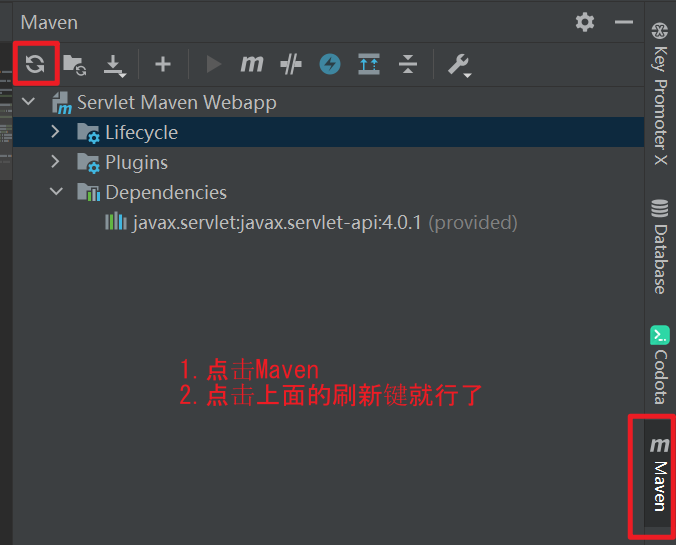 Maven
Servlet Maven Webapp
Lifecycle
Plugins
Dependencies
javax.servlet:javax.servlet-api:4.0.1 (provided)
1.点击Maven
2.点击上面的刷新键就行了
Key Promoter X
Database
Codota
m Maven